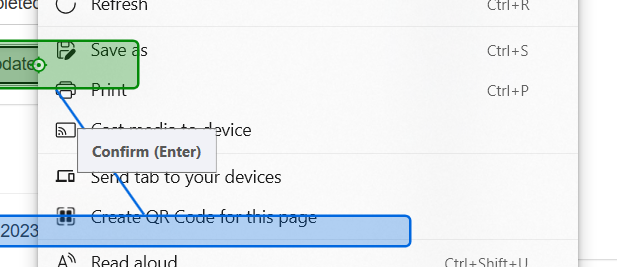 pleted
Refresh Ctrl+R
pdate
Save as Ctrl+S
Print Ctrl+P
Cast media to device
Confirm (Enter)
Send tab to your devices
Create QR Code for this page
2023
Read aloud Ctrl+Shift+U